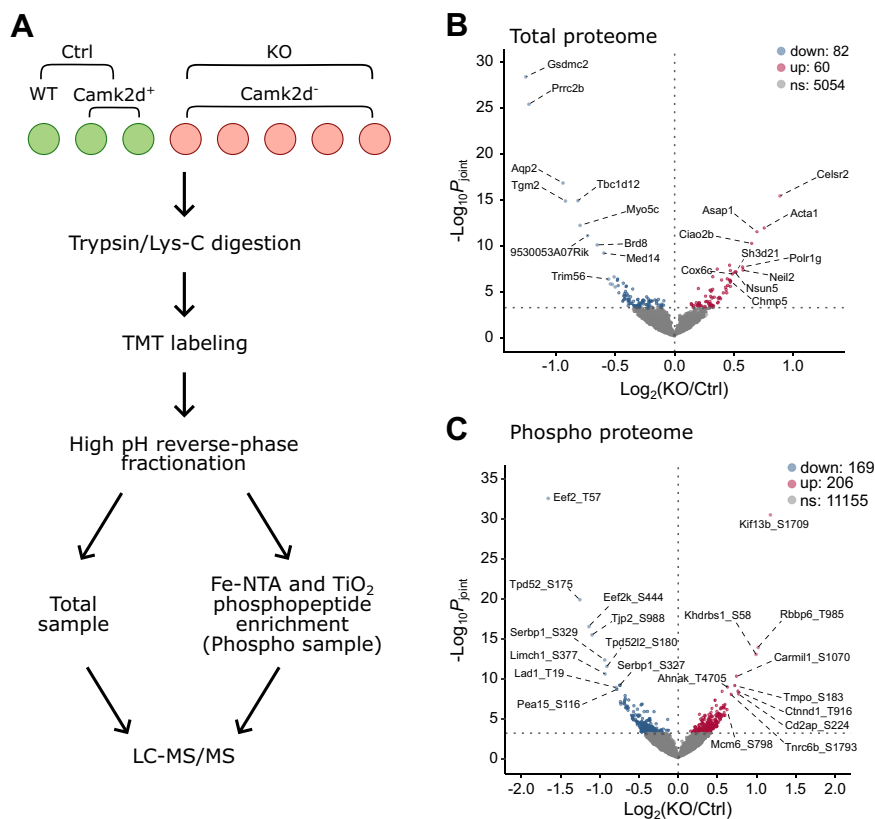 A
Ctrl
KO
WT
Camk2d⁺
Camk2d⁻
Trypsin/Lys-C digestion
TMT labeling
High pH reverse-phase
fractionation
Total
sample
Fe-NTA and TiO₂
phosphopeptide
enrichment
(Phospho sample)
LC-MS/MS
B
Total proteome
down: 82
up: 60
ns: 5054
-Log₁₀P_joint
30
25
20
15
10
5
0
Gsdmc2
Prrc2b
Aqp2
Tgm2
Tbc1d12
Myo5c
9530053A07Rik
Brd8
Med14
Trim56
Celsr2
Asap1
Acta1
Ciao2b
Sh3d21
Polr1g
Cox6c
Neil2
Nsun5
Chmp5
-1.0
-0.5
0.0
0.5
1.0
Log₂(KO/Ctrl)
C
Phospho proteome
down: 169
up: 206
ns: 11155
-Log₁₀P_joint
35
30
25
20
15
10
5
0
Eef2_T57
Kif13b_S1709
Tpd52_S175
Eef2k_S444
Tjp2_S988
Serbp1_S329
Tpd52l2_S180
Limch1_S377
Serbp1_S327
Lad1_T19
Pea15_S116
Khdrbs1_S58
Rbbp6_T985
Carmil1_S1070
Ahnak_T4705
Tmpo_S183
Ctnnd1_T916
Cd2ap_S224
Mcm6_S798
Tnrc6b_S1793
-2.0
-1.5
-1.0
-0.5
0
0.5
1.0
1.5
2.0
Log₂(KO/Ctrl)